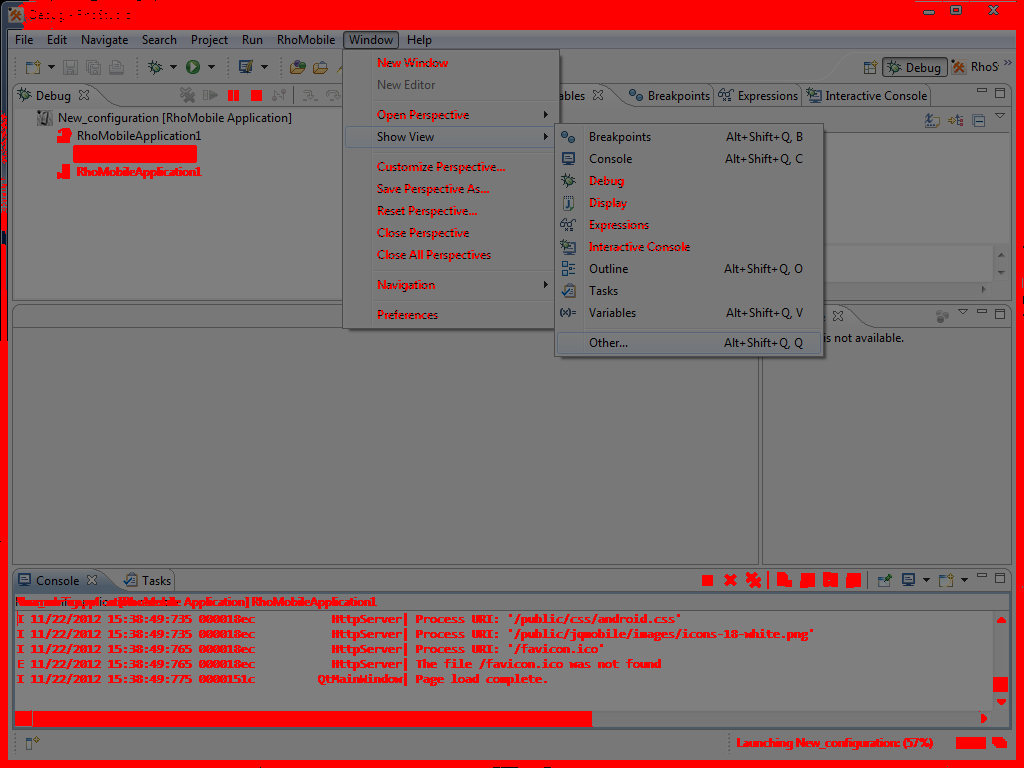 File Edit Navigate Search Project Run RhoMobile Window Help
Debug
RhoS
Debug
New_configuration [RhoMobile Application]
RhoMobileApplication1
RhoMobileApplication1
New Window
New Editor
Open Perspective
Show View
Customize Perspective...
Save Perspective As...
Reset Perspective...
Close Perspective
Close All Perspectives
Navigation
Preferences
ables
Breakpoints
Expressions
Interactive Console
Breakpoints Alt+Shift+Q, B
Console Alt+Shift+Q, C
Debug
Display
Expressions
Interactive Console
Outline Alt+Shift+Q, O
Tasks
Variables Alt+Shift+Q, V
Other... Alt+Shift+Q, Q
is not available.
Console
Tasks
RhoMobile Application] RhoMobileApplication1
I 11/22/2012 15:38:49:735 000018ec HttpServer| Process URI: '/public/css/android.css'
I 11/22/2012 15:38:49:735 000018ec HttpServer| Process URI: '/public/jqmobile/images/icons-18-white.png'
I 11/22/2012 15:38:49:765 000018ec HttpServer| Process URI: '/favicon.ico'
E 11/22/2012 15:38:49:765 000018ec HttpServer| The file /favicon.ico was not found
I 11/22/2012 15:38:49:775 0000151c QtMainWindow| Page load complete.
Launching New_configuration: (57%)